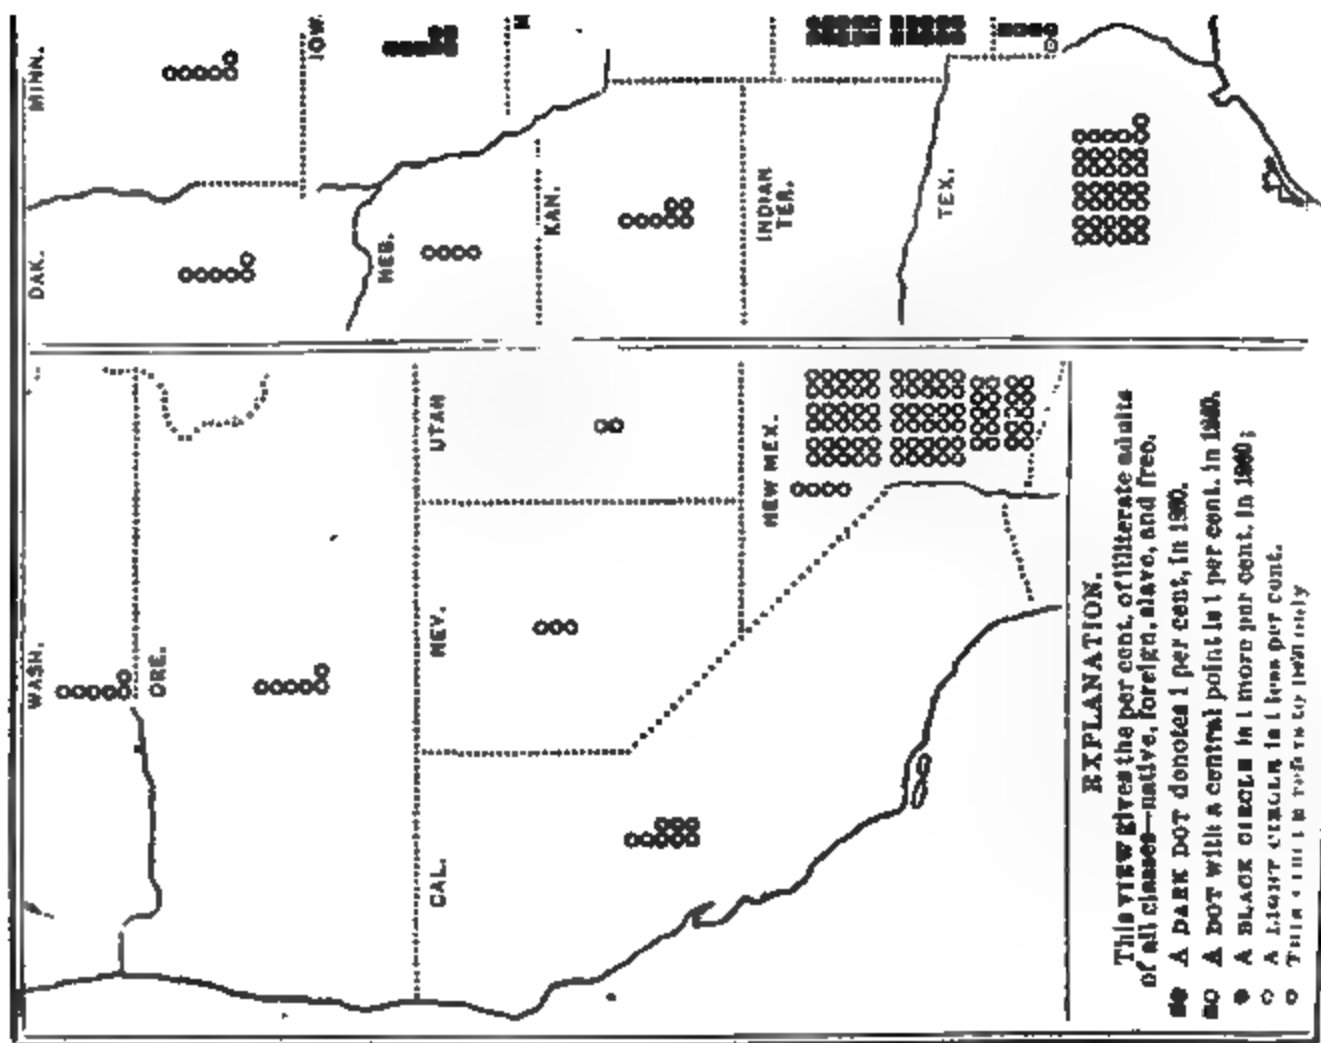 MINN.
IOW.
DAK.
NEB.
KAN.
INDIAN
TER.
TEX.
WASH.
ORE.
UTAH
NEV.
CAL.
NEW MEX.
EXPLANATION.
This VIEW gives the per cent. of illiterate adults
of all classes—native, foreign, slave, and free.
A DARK DOT denotes 1 per cent, in
A DOT with a central point is 1 per cent. in
A BLACK CIRCLE is 1 more per cent. in
A LIGHT CIRCLE is 1 less per cent.
refers to only